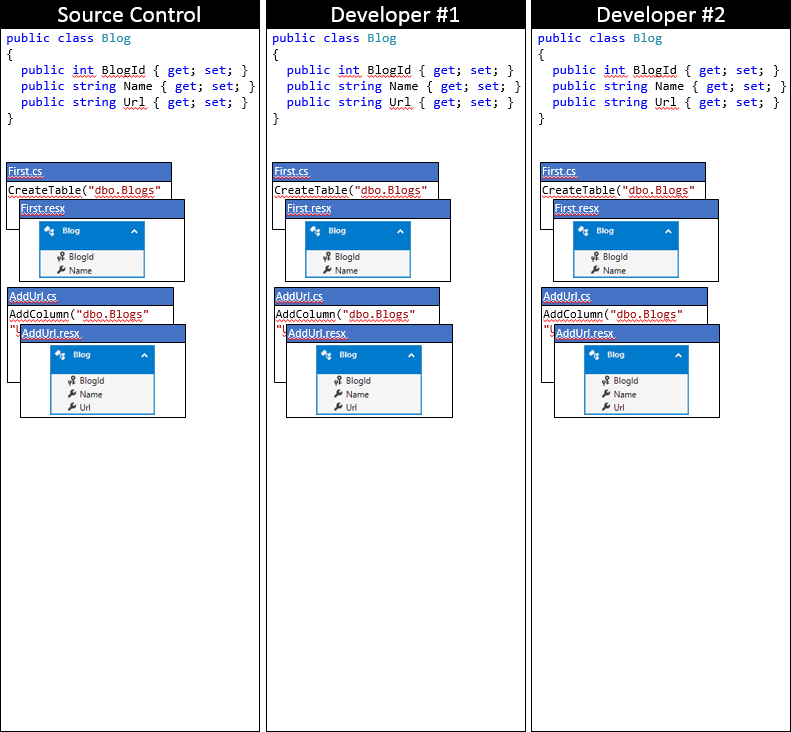 Source Control
public class Blog
{
public int BlogId { get; set; }
public string Name { get; set; }
public string Url { get; set; }
}
First.cs
CreateTable("dbo.Blogs"
First.resx
Blog
BlogId
Name
AddUrl.cs
AddColumn("dbo.Blogs"
AddUrl.resx
Blog
BlogId
Name
Url
Developer #1
public class Blog
{
public int BlogId { get; set; }
public string Name { get; set; }
public string Url { get; set; }
}
First.cs
CreateTable("dbo.Blogs"
First.resx
Blog
BlogId
Name
AddUrl.cs
AddColumn("dbo.Blogs"
AddUrl.resx
Blog
BlogId
Name
Url
Developer #2
public class Blog
{
public int BlogId { get; set; }
public string Name { get; set; }
public string Url { get; set; }
}
First.cs
CreateTable("dbo.Blogs"
First.resx
Blog
BlogId
Name
AddUrl.cs
AddColumn("dbo.Blogs"
AddUrl.resx
Blog
BlogId
Name
Url